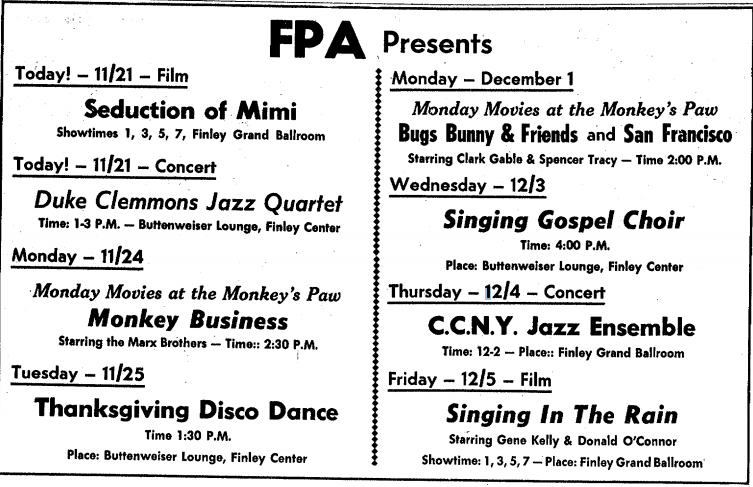 FPA Presents
Today! – 11/21 – Film
Seduction of Mimi
Showtimes 1, 3, 5, 7, Finley Grand Ballroom
Today! – 11/21 – Concert
Duke Clemmons Jazz Quartet
Time: 1-3 P.M. — Buttenweiser Lounge, Finley Center
Monday – 11/24
Monday Movies at the Monkey's Paw
Monkey Business
Starring the Marx Brothers — Time:: 2:30 P.M.
Tuesday – 11/25
Thanksgiving Disco Dance
Time 1:30 P.M.
Place: Buttenweiser Lounge, Finley Center
Monday – December 1
Monday Movies at the Monkey's Paw
Bugs Bunny & Friends and San Francisco
Starring Clark Gable & Spencer Tracy — Time 2:00 P.M.
Wednesday – 12/3
Singing Gospel Choir
Time: 4:00 P.M.
Place: Buttenweiser Lounge, Finley Center
Thursday – 12/4 – Concert
C.C.N.Y. Jazz Ensemble
Time: 12-2 — Place:: Finley Grand Ballroom
Friday – 12/5 – Film
Singing In The Rain
Starring Gene Kelly & Donald O'Connor
Showtime: 1, 3, 5, 7 — Place: Finley Grand Ballroom